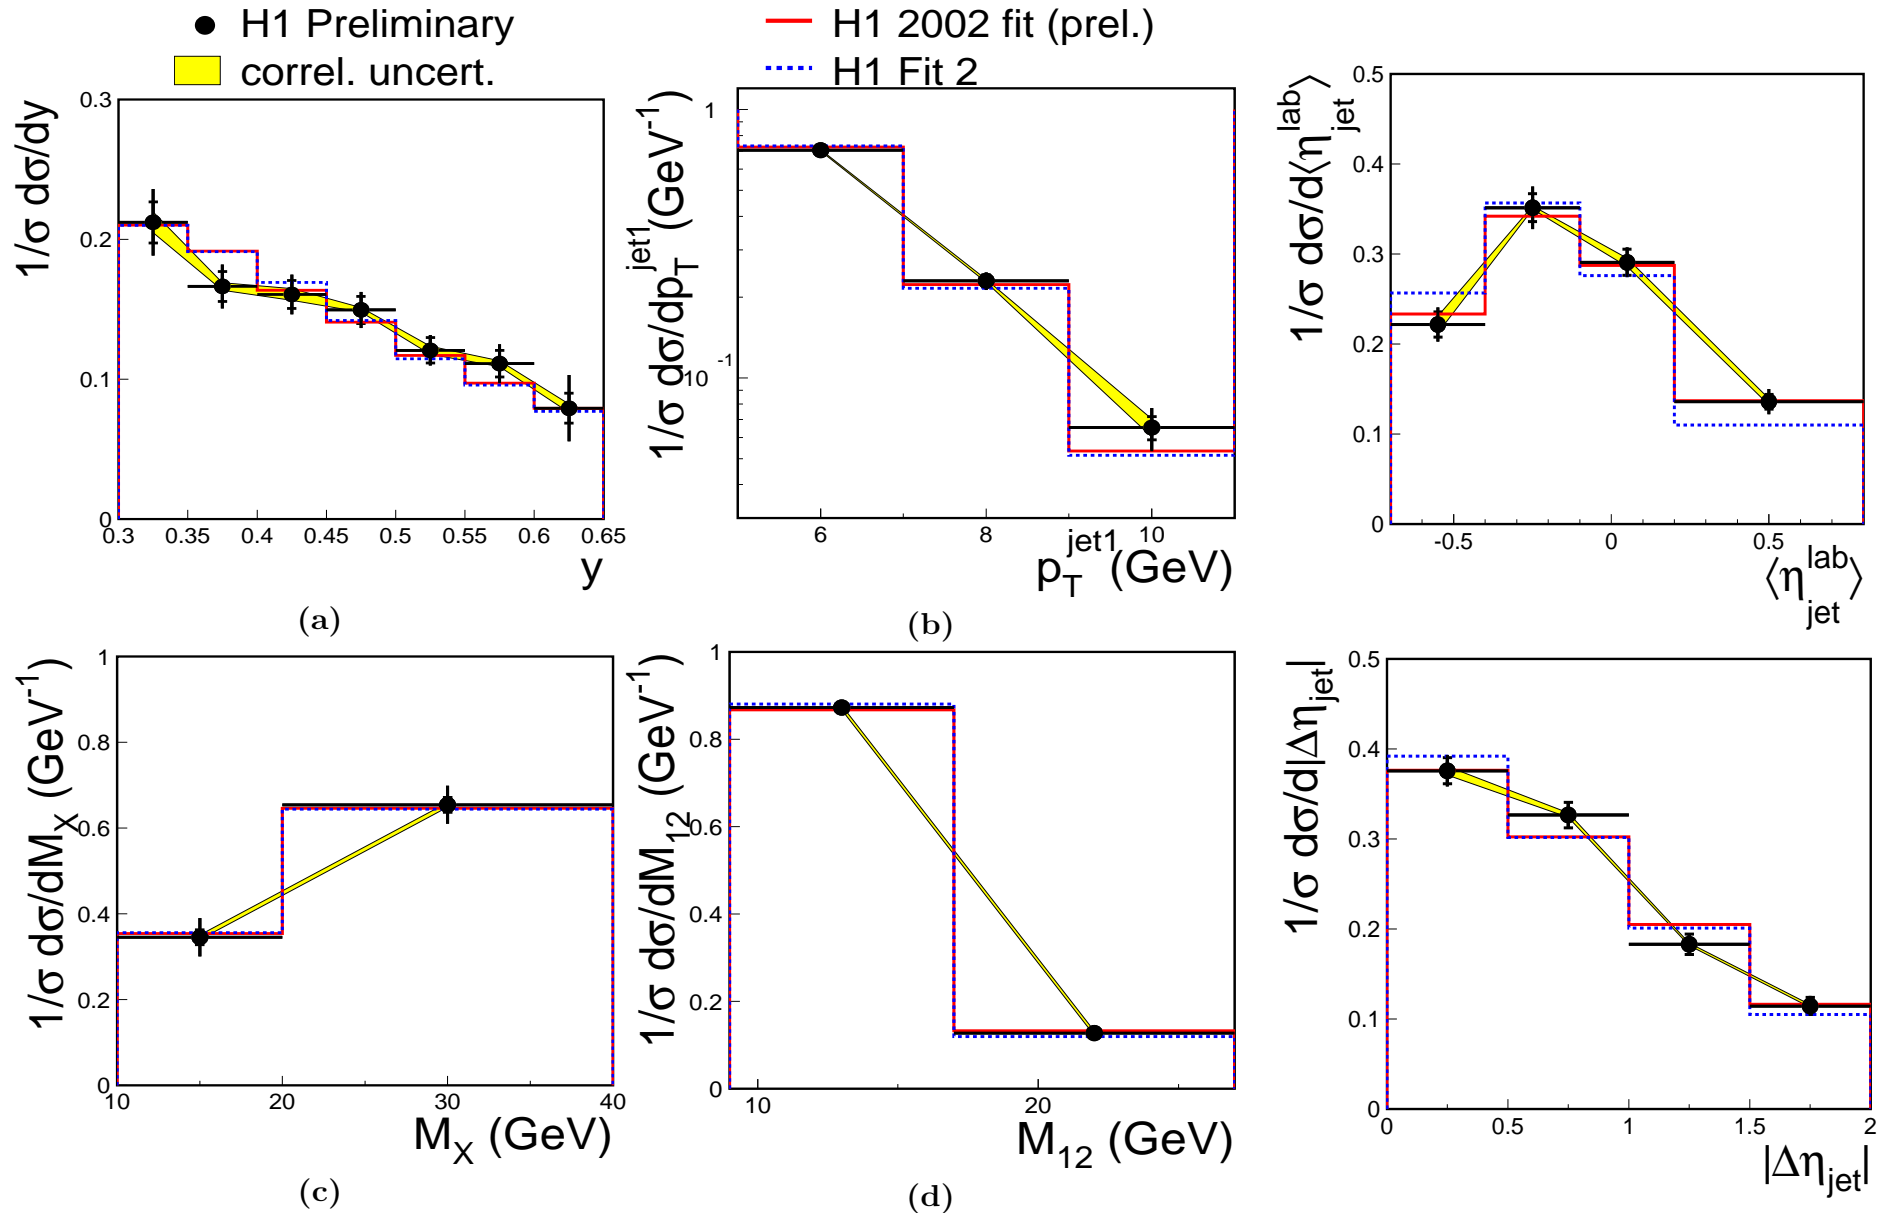 H1 Preliminary
correl. uncert.
H1 2002 fit (prel.)
H1 Fit 2
1/σ dσ/dy
0.3
0.2
0.1
0
0.3 0.35 0.4 0.45 0.5 0.55 0.6 0.65
y
(a)
1/σ dσ/dp_T^jet1 (GeV^-1)
1
10^-1
6 8 10
p_T^jet1 (GeV)
(b)
1/σ dσ/d⟨η_jet^lab⟩
0.5
0.4
0.3
0.2
0.1
0
-0.5 0 0.5
⟨η_jet^lab⟩
1/σ dσ/dM_X (GeV^-1)
1
0.8
0.6
0.4
0.2
0
10 20 30 40
M_X (GeV)
(c)
1/σ dσ/dM_12 (GeV^-1)
1
0.8
0.6
0.4
0.2
0
10 20
M_12 (GeV)
(d)
1/σ dσ/d|Δη_jet|
0.5
0.4
0.3
0.2
0.1
0
0 0.5 1 1.5 2
|Δη_jet|